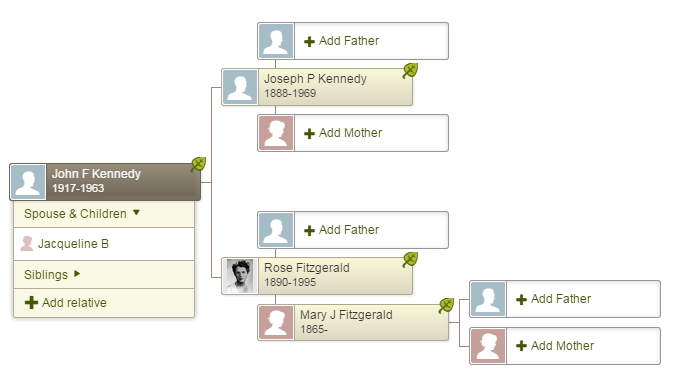 Add Father
Joseph P Kennedy
1888-1969
Add Mother
John F Kennedy
1917-1963
Spouse & Children
Jacqueline B
Siblings
Add relative
Add Father
Rose Fitzgerald
1890-1995
Mary J Fitzgerald
1865-
Add Father
Add Mother